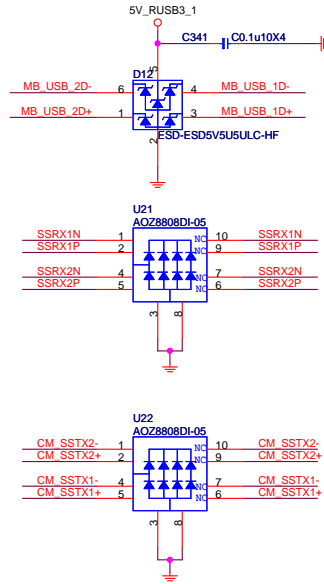 5V_RUSB3_1
C341 C0.1u10X4
D12 5
MB_USB_2D- 6 4 MB_USB_1D-
MB_USB_2D+ 1 3 MB_USB_1D+
2 ESD-ESD5V5U5ULC-HF
U21
AOZ8808DI-05
SSRX1N 1 NC 10 SSRX1N
SSRX1P 2 NC 9 SSRX1P
SSRX2N 4 NC 7 SSRX2N
SSRX2P 5 NC 6 SSRX2P
3 8
U22
AOZ8808DI-05
CM_SSTX2- 1 NC 10 CM_SSTX2-
CM_SSTX2+ 2 NC 9 CM_SSTX2+
CM_SSTX1- 4 NC 7 CM_SSTX1-
CM_SSTX1+ 5 NC 6 CM_SSTX1+
3 8